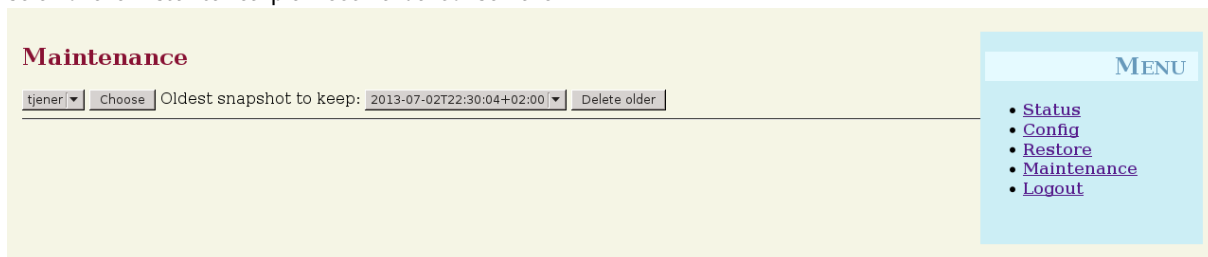 Maintenance
tjener Choose Oldest snapshot to keep: 2013-07-02T22:30:04+02:00 Delete older
MENU
Status
Config
Restore
Maintenance
Logout